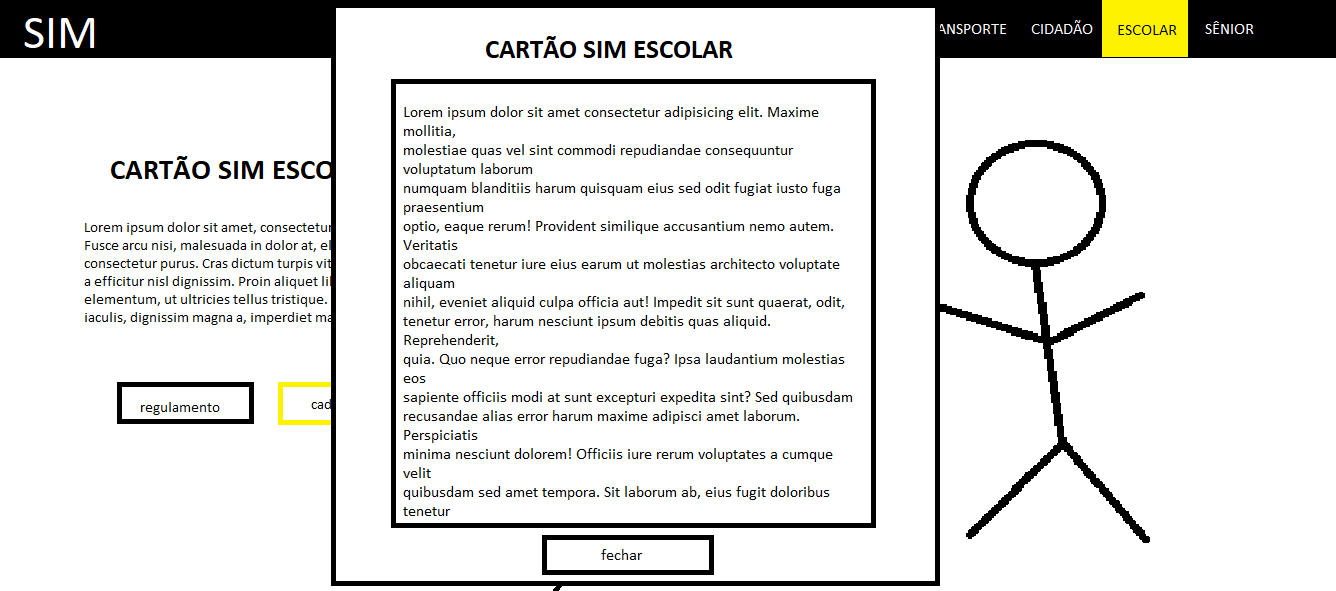 SIM
ANSPORTE
CIDADÃO
ESCOLAR
SÊNIOR
CARTÃO SIM ESCOLAR
Lorem ipsum dolor sit amet consectetur adipisicing elit. Maxime
mollitia,
molestiae quas vel sint commodi repudiandae consequuntur
voluptatum laborum
numquam blanditiis harum quisquam eius sed odit fugiat iusto fuga
praesentium
optio, eaque rerum! Provident similique accusantium nemo autem.
Veritatis
obcaecati tenetur iure eius earum ut molestias architecto voluptate
aliquam
nihil, eveniet aliquid culpa officia aut! Impedit sit sunt quaerat, odit,
tenetur error, harum nesciunt ipsum debitis quas aliquid.
Reprehenderit,
quia. Quo neque error repudiandae fuga? Ipsa laudantium molestias
eos
sapiente officiis modi at sunt excepturi expedita sint? Sed quibusdam
recusandae alias error harum maxime adipisci amet laborum.
Perspiciatis
minima nesciunt dolorem! Officiis iure rerum voluptates a cumque
velit
quibusdam sed amet tempora. Sit laborum ab, eius fugit doloribus
tenetur
fechar
CARTÃO SIM ESCO
Lorem ipsum dolor sit amet, consectetur
Fusce arcu nisi, malesuada in dolor at, el
consectetur purus. Cras dictum turpis vit
a efficitur nisl dignissim. Proin aliquet li
elementum, ut ultricies tellus tristique.
iaculis, dignissim magna a, imperdiet ma
regulamento
cad